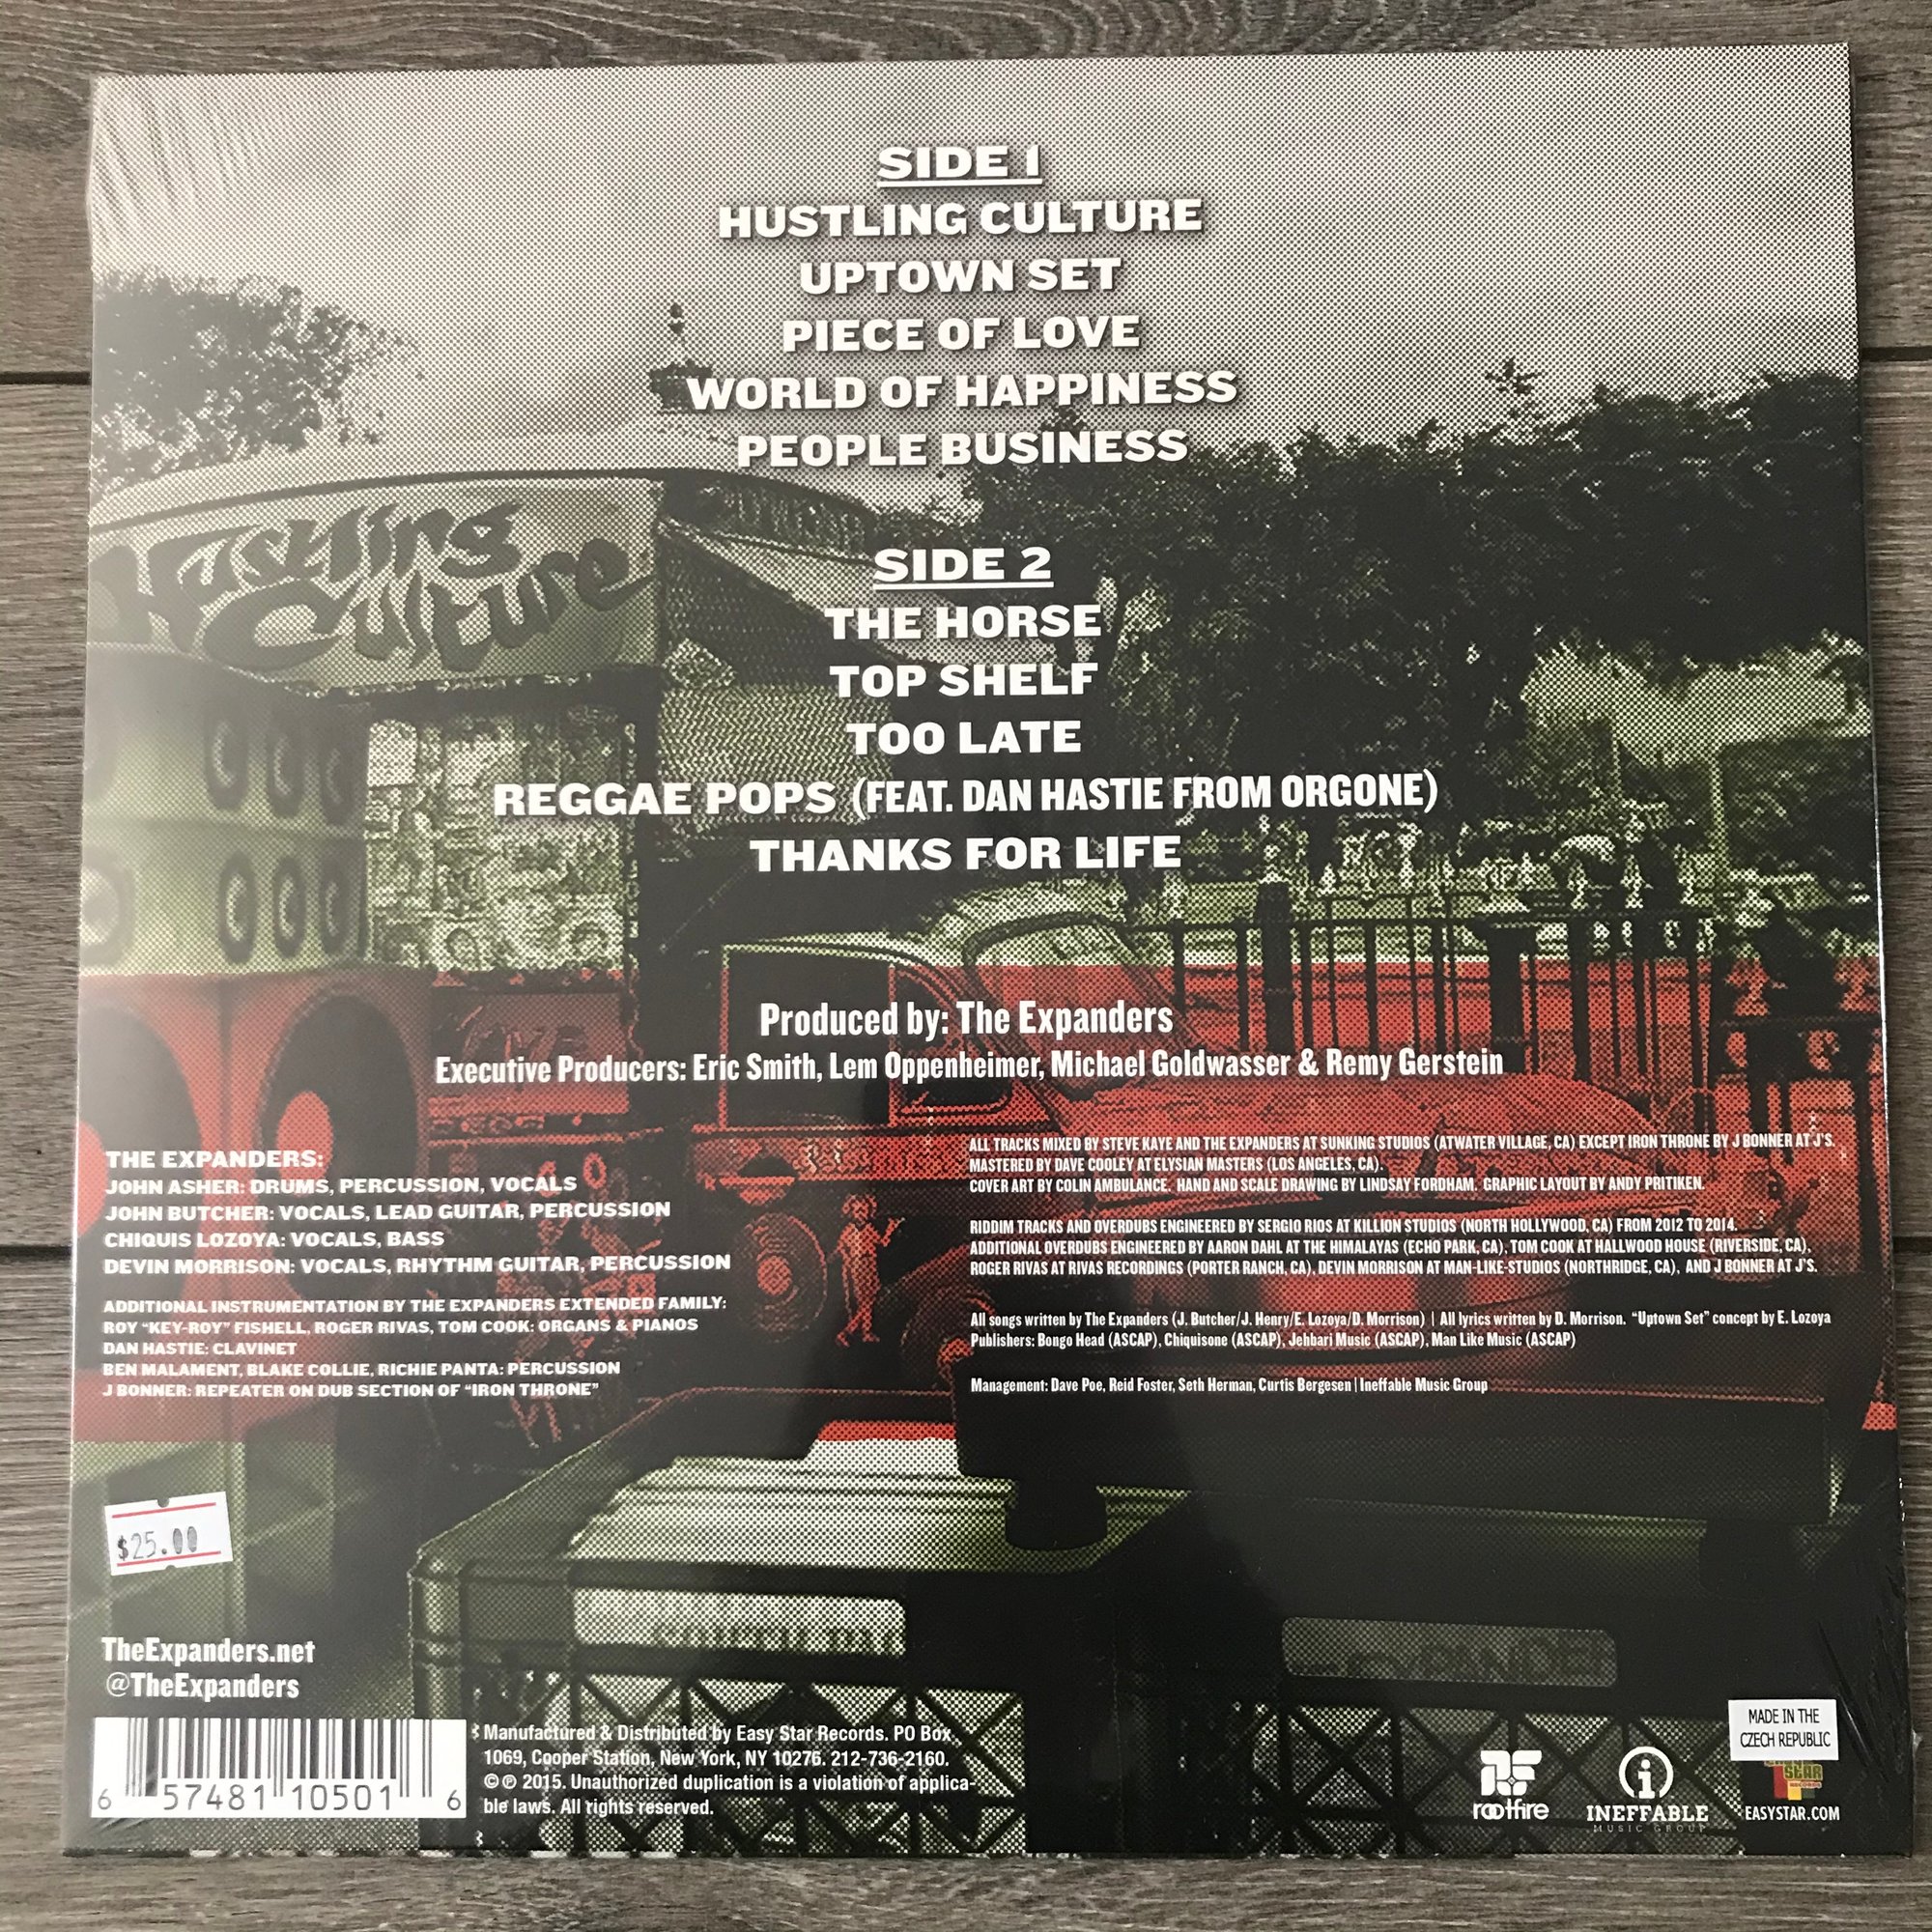 SIDE 1
HUSTLING CULTURE
UPTOWN SET
PIECE OF LOVE
WORLD OF HAPPINESS
PEOPLE BUSINESS
Hustling
Culture
SIDE 2
THE HORSE
TOP SHELF
TOO LATE
REGGAE POPS (FEAT. DAN HASTIE FROM ORGONE)
THANKS FOR LIFE
Produced by: The Expanders
Executive Producers: Eric Smith, Lem Oppenheimer, Michael Goldwasser & Remy Gerstein
THE EXPANDERS:
JOHN ASHER: DRUMS, PERCUSSION, VOCALS
JOHN BUTCHER: VOCALS, LEAD GUITAR, PERCUSSION
CHIQUIS LOZOYA: VOCALS, BASS
DEVIN MORRISON: VOCALS, RHYTHM GUITAR, PERCUSSION
ADDITIONAL INSTRUMENTATION BY THE EXPANDERS EXTENDED FAMILY:
ROY "KEY-ROY" FISHELL, ROGER RIVAS, TOM COOK: ORGANS & PIANOS
DAN HASTIE: CLAVINET
BEN MALAMENT, BLAKE COLLIE, RICHIE PANTA: PERCUSSION
J BONNER: REPEATER ON DUB SECTION OF "IRON THRONE"
ALL TRACKS MIXED BY STEVE KAYE AND THE EXPANDERS AT SUNKING STUDIOS (ATWATER VILLAGE, CA) EXCEPT IRON THRONE BY J BONNER AT J'S.
MASTERED BY DAVE COOLEY AT ELYSIAN MASTERS (LOS ANGELES, CA).
COVER ART BY COLIN AMBULANCE. HAND AND SCALE DRAWING BY LINDSAY FORDHAM. GRAPHIC LAYOUT BY ANDY PRITIKEN.
RIDDIM TRACKS AND OVERDUBS ENGINEERED BY SERGIO RIOS AT KILLION STUDIOS (NORTH HOLLYWOOD, CA) FROM 2012 TO 2014.
ADDITIONAL OVERDUBS ENGINEERED BY AARON DAHL AT THE HIMALAYAS (ECHO PARK, CA), TOM COOK AT HALLWOOD HOUSE (RIVERSIDE, CA),
ROGER RIVAS AT RIVAS RECORDINGS (PORTER RANCH, CA), DEVIN MORRISON AT MAN-LIKE-STUDIOS (NORTHRIDGE, CA), AND J BONNER AT J'S.
All songs written by The Expanders (J. Butcher/J. Henry/E. Lozoya/D. Morrison) | All lyrics written by D. Morrison. "Uptown Set" concept by E. Lozoya
Publishers: Bongo Head (ASCAP), Chiquisone (ASCAP), Jehbari Music (ASCAP), Man Like Music (ASCAP)
Management: Dave Poe, Reid Foster, Seth Herman, Curtis Bergesen | Ineffable Music Group
$25.00
TheExpanders.net
@TheExpanders
6 57481 10501 6
Manufactured & Distributed by Easy Star Records. PO Box
1069, Cooper Station, New York, NY 10276. 212-736-2160.
© ℗ 2015. Unauthorized duplication is a violation of applica-
ble laws. All rights reserved.
rootfire
INEFFABLE
MUSIC GROUP
MADE IN THE
CZECH REPUBLIC
STAR
RECORDS
EASYSTAR.COM